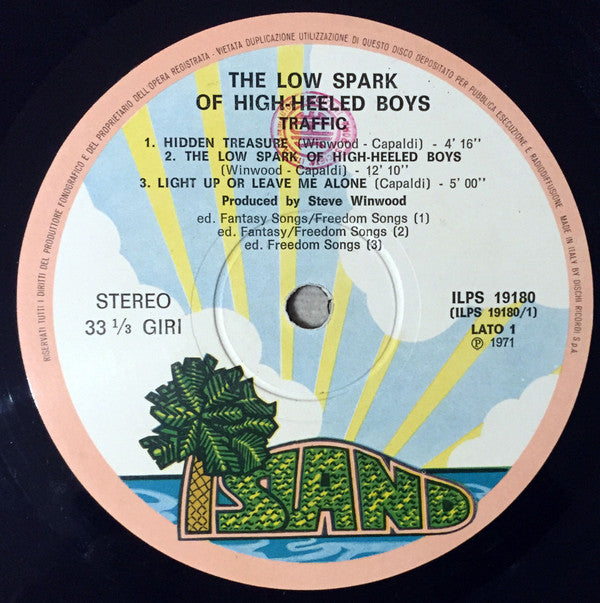 RISERVATI TUTTI I DIRITTI DEL PRODUTTORE FONOGRAFICO E DEL PROPRIETARIO DELL'OPERA REGISTRATA - VIETATA DUPLICAZIONE UTILIZZAZIONE DI QUESTO DISCO DEPOSITATO PER PUBBLICA ESECUZIONE E RADIODIFFUSIONE. MADE IN ITALY BY DISCHI RICORDI S.p.A.
THE LOW SPARK
OF HIGH-HEELED BOYS
TRAFFIC
1. HIDDEN TREASURE (Winwood - Capaldi) - 4' 16''
2. THE LOW SPARK OF HIGH-HEELED BOYS
(Winwood - Capaldi) - 12' 10''
3. LIGHT UP OR LEAVE ME ALONE (Capaldi) - 5' 00''
Produced by Steve Winwood
ed. Fantasy Songs/Freedom Songs (1)
ed. Fantasy/Freedom Songs (2)
ed. Freedom Songs (3)
STEREO
33 1/3 GIRI
ILPS 19180
(ILPS 19180/1)
LATO 1
℗ 1971
ISLAND